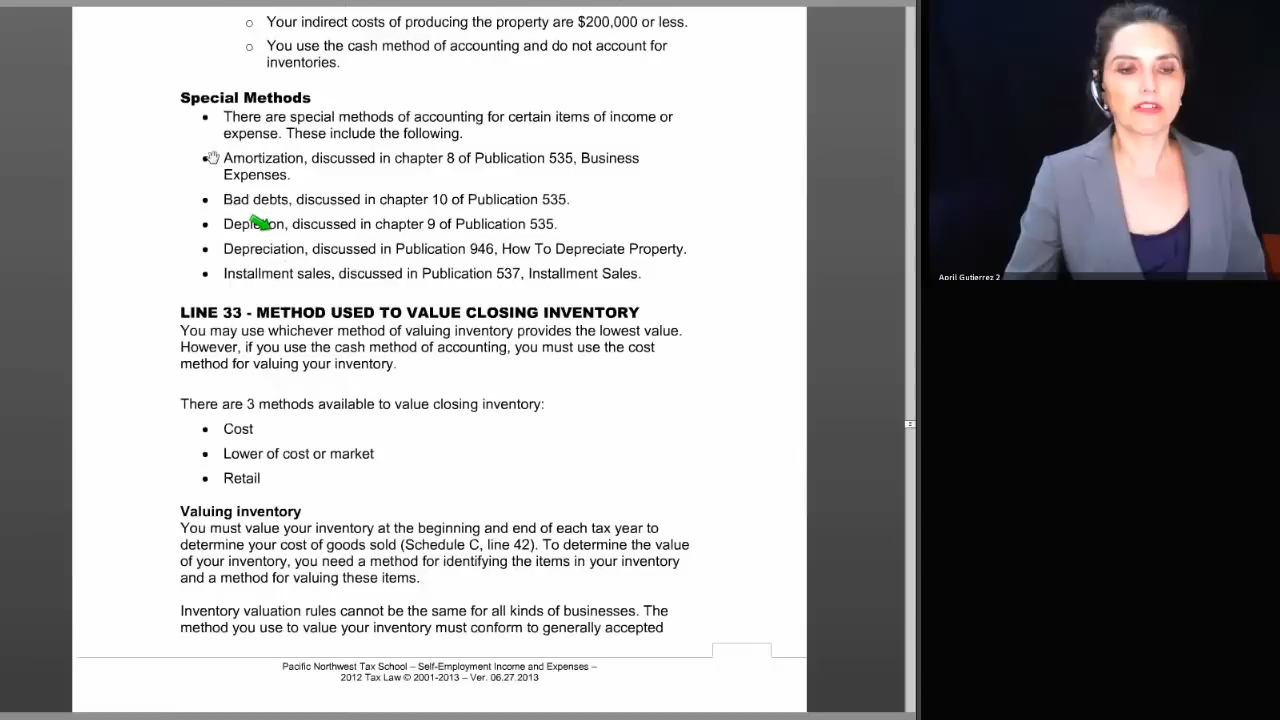 ○ Your indirect costs of producing the property are $200,000 or less.
○ You use the cash method of accounting and do not account for
inventories.
Special Methods
• There are special methods of accounting for certain items of income or
expense. These include the following.
• Amortization, discussed in chapter 8 of Publication 535, Business
Expenses.
• Bad debts, discussed in chapter 10 of Publication 535.
• Depletion, discussed in chapter 9 of Publication 535.
• Depreciation, discussed in Publication 946, How To Depreciate Property.
• Installment sales, discussed in Publication 537, Installment Sales.
LINE 33 - METHOD USED TO VALUE CLOSING INVENTORY
You may use whichever method of valuing inventory provides the lowest value.
However, if you use the cash method of accounting, you must use the cost
method for valuing your inventory.
There are 3 methods available to value closing inventory:
• Cost
• Lower of cost or market
• Retail
Valuing inventory
You must value your inventory at the beginning and end of each tax year to
determine your cost of goods sold (Schedule C, line 42). To determine the value
of your inventory, you need a method for identifying the items in your inventory
and a method for valuing these items.
Inventory valuation rules cannot be the same for all kinds of businesses. The
method you use to value your inventory must conform to generally accepted
Pacific Northwest Tax School – Self-Employment Income and Expenses –
2012 Tax Law © 2001-2013 – Ver. 06.27.2013
April Gutierrez 2